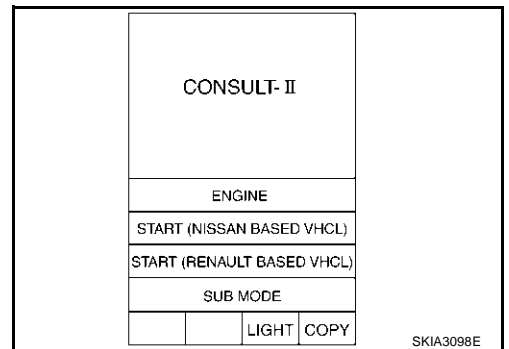 CONSULT-Ⅱ
ENGINE
START (NISSAN BASED VHCL)
START (RENAULT BASED VHCL)
SUB MODE
LIGHT COPY
SKIA3098E